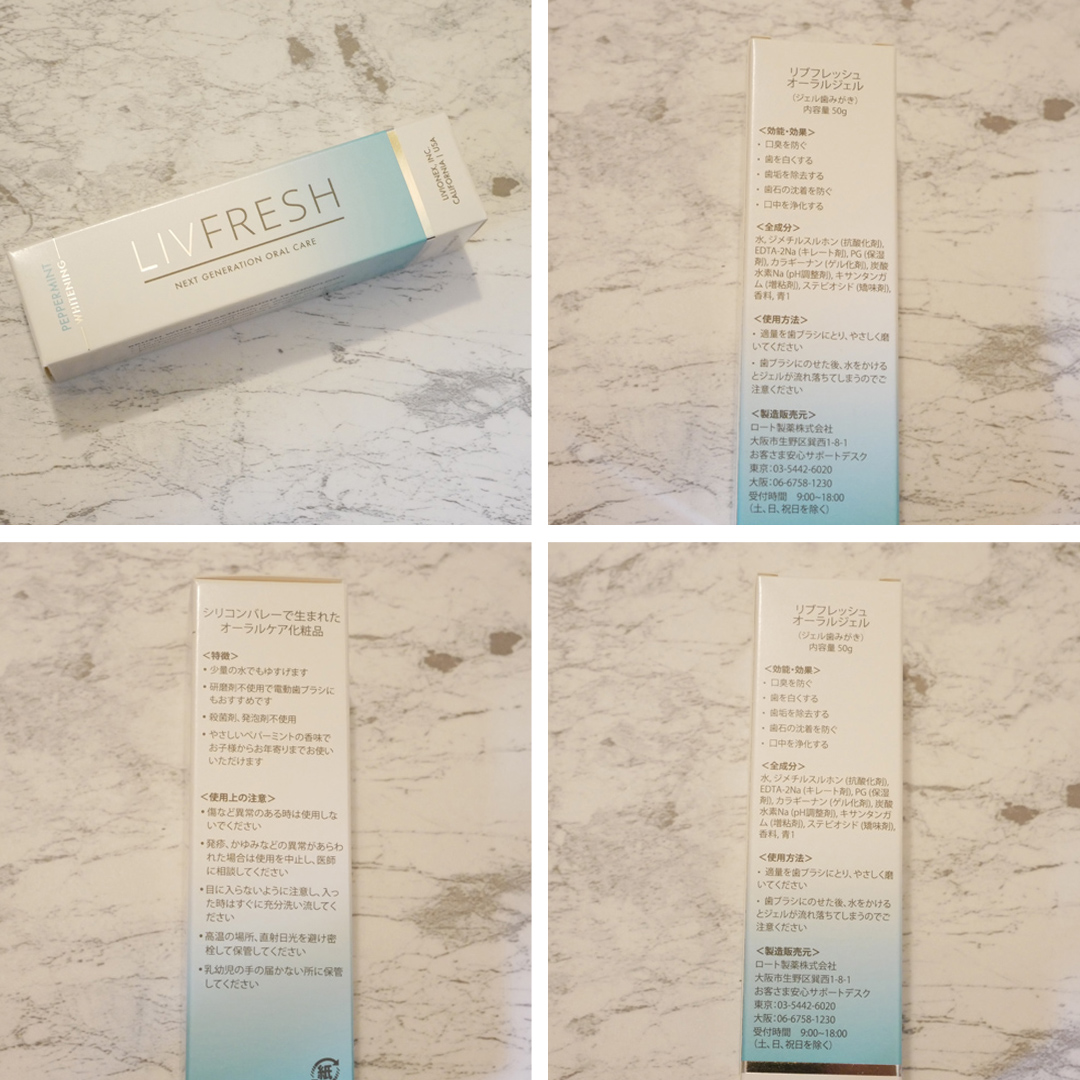 LIVFRESH
NEXT GENERATION ORAL CARE
PEPPERMINT
WHITENING
LIVIONEX, INC.
CALIFORNIA | USA
リブフレッシュ
オーラルジェル
(ジェル歯みがき)
内容量 50g
<効能・効果>
・口臭を防ぐ
・歯を白くする
・歯垢を除去する
・歯石の沈着を防ぐ
・口中を浄化する
<全成分>
水, ジメチルスルホン (抗酸化剤),
EDTA-2Na (キレート剤), PG (保湿
剤), カラギーナン (ゲル化剤), 炭酸
水素Na (pH調整剤), キサンタンガ
ム (増粘剤), ステビオシド (矯味剤),
香料, 青1
<使用方法>
・適量を歯ブラシにとり、やさしく磨
いてください
・歯ブラシにのせた後、水をかける
とジェルが流れ落ちてしまうのでご
注意ください
<製造販売元>
ロート製薬株式会社
大阪市生野区巽西1-8-1
お客さま安心サポートデスク
東京:03-5442-6020
大阪:06-6758-1230
受付時間 9:00~18:00
(土、日、祝日を除く)
シリコンバレーで生まれた
オーラルケア化粧品
<特徴>
・少量の水でもゆすげます
・研磨剤不使用で電動歯ブラシに
もおすすめです
・殺菌剤、発泡剤不使用
・やさしいペパーミントの香味で
お子様からお年寄りまでお使い
いただけます
<使用上の注意>
・傷など異常のある時は使用しな
いでください
・発疹、かゆみなどの異常があらわ
れた場合は使用を中止し、医師
に相談してください
・目に入らないように注意し、入っ
た時はすぐに充分洗い流してく
ださい
・高温の場所、直射日光を避け密
栓して保管してください
・乳幼児の手の届かない所に保管
してください
紙
リブフレッシュ
オーラルジェル
(ジェル歯みがき)
内容量 50g
<効能・効果>
・口臭を防ぐ
・歯を白くする
・歯垢を除去する
・歯石の沈着を防ぐ
・口中を浄化する
<全成分>
水, ジメチルスルホン (抗酸化剤),
EDTA-2Na (キレート剤), PG (保湿
剤), カラギーナン (ゲル化剤), 炭酸
水素Na (pH調整剤), キサンタンガ
ム (増粘剤), ステビオシド (矯味剤),
香料, 青1
<使用方法>
・適量を歯ブラシにとり、やさしく磨
いてください
・歯ブラシにのせた後、水をかける
とジェルが流れ落ちてしまうのでご
注意ください
<製造販売元>
ロート製薬株式会社
大阪市生野区巽西1-8-1
お客さま安心サポートデスク
東京:03-5442-6020
大阪:06-6758-1230
受付時間 9:00~18:00
(土、日、祝日を除く)